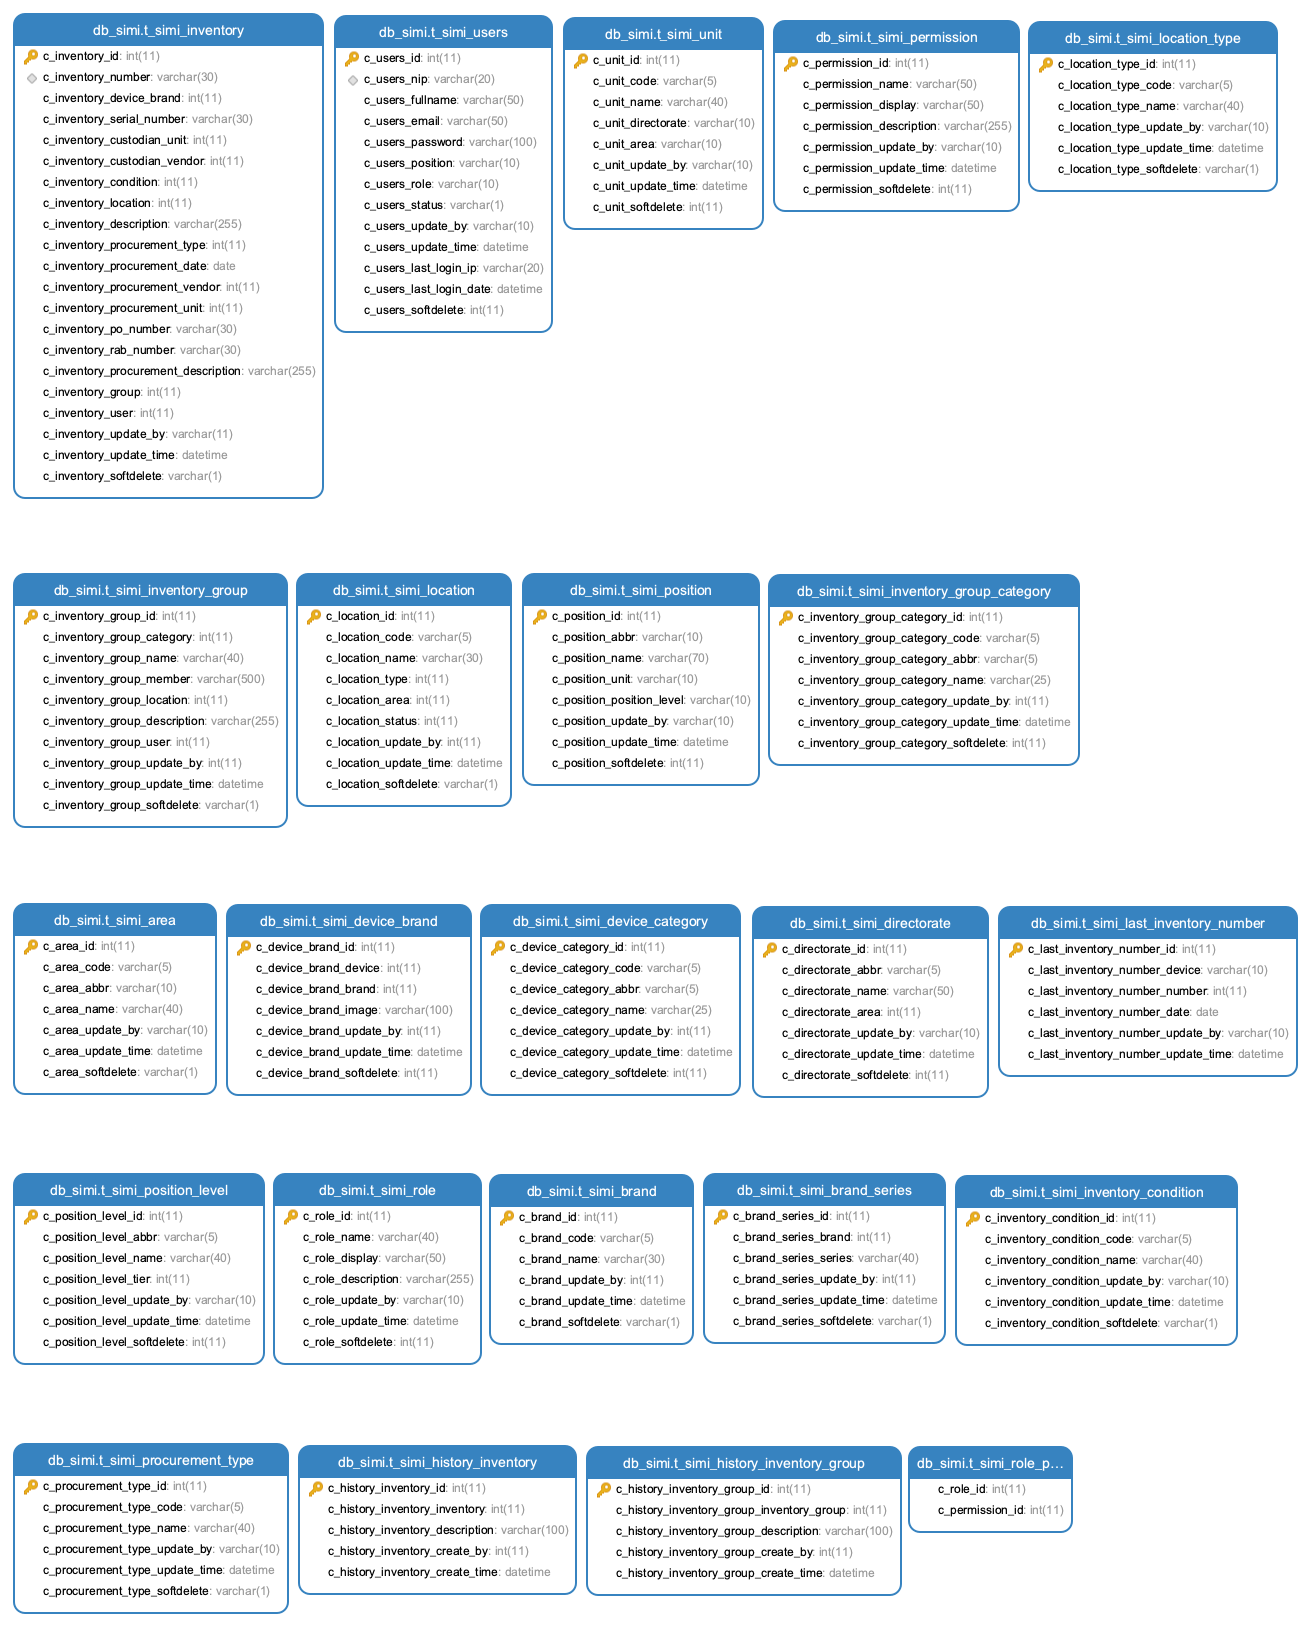 db_simi.t_simi_inventory
c_inventory_id: int(11)
c_inventory_number: varchar(30)
c_inventory_device_brand: int(11)
c_inventory_serial_number: varchar(30)
c_inventory_custodian_unit: int(11)
c_inventory_custodian_vendor: int(11)
c_inventory_condition: int(11)
c_inventory_location: int(11)
c_inventory_description: varchar(255)
c_inventory_procurement_type: int(11)
c_inventory_procurement_date: date
c_inventory_procurement_vendor: int(11)
c_inventory_procurement_unit: int(11)
c_inventory_po_number: varchar(30)
c_inventory_rab_number: varchar(30)
c_inventory_procurement_description: varchar(255)
c_inventory_group: int(11)
c_inventory_user: int(11)
c_inventory_update_by: varchar(11)
c_inventory_update_time: datetime
c_inventory_softdelete: varchar(1)
db_simi.t_simi_users
c_users_id: int(11)
c_users_nip: varchar(20)
c_users_fullname: varchar(50)
c_users_email: varchar(50)
c_users_password: varchar(100)
c_users_position: varchar(10)
c_users_role: varchar(10)
c_users_status: varchar(1)
c_users_update_by: varchar(10)
c_users_update_time: datetime
c_users_last_login_ip: varchar(20)
c_users_last_login_date: datetime
c_users_softdelete: int(11)
db_simi.t_simi_unit
c_unit_id: int(11)
c_unit_code: varchar(5)
c_unit_name: varchar(40)
c_unit_directorate: varchar(10)
c_unit_area: varchar(10)
c_unit_update_by: varchar(10)
c_unit_update_time: datetime
c_unit_softdelete: int(11)
db_simi.t_simi_permission
c_permission_id: int(11)
c_permission_name: varchar(50)
c_permission_display: varchar(50)
c_permission_description: varchar(255)
c_permission_update_by: varchar(10)
c_permission_update_time: datetime
c_permission_softdelete: int(11)
db_simi.t_simi_location_type
c_location_type_id: int(11)
c_location_type_code: varchar(5)
c_location_type_name: varchar(40)
c_location_type_update_by: varchar(10)
c_location_type_update_time: datetime
c_location_type_softdelete: varchar(1)
db_simi.t_simi_inventory_group
c_inventory_group_id: int(11)
c_inventory_group_category: int(11)
c_inventory_group_name: varchar(40)
c_inventory_group_member: varchar(500)
c_inventory_group_location: int(11)
c_inventory_group_description: varchar(255)
c_inventory_group_user: int(11)
c_inventory_group_update_by: int(11)
c_inventory_group_update_time: datetime
c_inventory_group_softdelete: varchar(1)
db_simi.t_simi_location
c_location_id: int(11)
c_location_code: varchar(5)
c_location_name: varchar(30)
c_location_type: int(11)
c_location_area: int(11)
c_location_status: int(11)
c_location_update_by: int(11)
c_location_update_time: datetime
c_location_softdelete: varchar(1)
db_simi.t_simi_position
c_position_id: int(11)
c_position_abbr: varchar(10)
c_position_name: varchar(70)
c_position_unit: varchar(10)
c_position_position_level: varchar(10)
c_position_update_by: varchar(10)
c_position_update_time: datetime
c_position_softdelete: int(11)
db_simi.t_simi_inventory_group_category
c_inventory_group_category_id: int(11)
c_inventory_group_category_code: varchar(5)
c_inventory_group_category_abbr: varchar(5)
c_inventory_group_category_name: varchar(25)
c_inventory_group_category_update_by: int(11)
c_inventory_group_category_update_time: datetime
c_inventory_group_category_softdelete: int(11)
db_simi.t_simi_area
c_area_id: int(11)
c_area_code: varchar(5)
c_area_abbr: varchar(10)
c_area_name: varchar(40)
c_area_update_by: varchar(10)
c_area_update_time: datetime
c_area_softdelete: varchar(1)
db_simi.t_simi_device_brand
c_device_brand_id: int(11)
c_device_brand_device: int(11)
c_device_brand_brand: int(11)
c_device_brand_image: varchar(100)
c_device_brand_update_by: int(11)
c_device_brand_update_time: datetime
c_device_brand_softdelete: int(11)
db_simi.t_simi_device_category
c_device_category_id: int(11)
c_device_category_code: varchar(5)
c_device_category_abbr: varchar(5)
c_device_category_name: varchar(25)
c_device_category_update_by: int(11)
c_device_category_update_time: datetime
c_device_category_softdelete: int(11)
db_simi.t_simi_directorate
c_directorate_id: int(11)
c_directorate_abbr: varchar(5)
c_directorate_name: varchar(50)
c_directorate_area: int(11)
c_directorate_update_by: varchar(10)
c_directorate_update_time: datetime
c_directorate_softdelete: int(11)
db_simi.t_simi_last_inventory_number
c_last_inventory_number_id: int(11)
c_last_inventory_number_device: varchar(10)
c_last_inventory_number_number: int(11)
c_last_inventory_number_date: date
c_last_inventory_number_update_by: varchar(10)
c_last_inventory_number_update_time: datetime
db_simi.t_simi_position_level
c_position_level_id: int(11)
c_position_level_abbr: varchar(5)
c_position_level_name: varchar(40)
c_position_level_tier: int(11)
c_position_level_update_by: varchar(10)
c_position_level_update_time: datetime
c_position_level_softdelete: int(11)
db_simi.t_simi_role
c_role_id: int(11)
c_role_name: varchar(40)
c_role_display: varchar(50)
c_role_description: varchar(255)
c_role_update_by: varchar(10)
c_role_update_time: datetime
c_role_softdelete: int(11)
db_simi.t_simi_brand
c_brand_id: int(11)
c_brand_code: varchar(5)
c_brand_name: varchar(30)
c_brand_update_by: int(11)
c_brand_update_time: datetime
c_brand_softdelete: varchar(1)
db_simi.t_simi_brand_series
c_brand_series_id: int(11)
c_brand_series_brand: int(11)
c_brand_series_series: varchar(40)
c_brand_series_update_by: int(11)
c_brand_series_update_time: datetime
c_brand_series_softdelete: varchar(1)
db_simi.t_simi_inventory_condition
c_inventory_condition_id: int(11)
c_inventory_condition_code: varchar(5)
c_inventory_condition_name: varchar(40)
c_inventory_condition_update_by: varchar(10)
c_inventory_condition_update_time: datetime
c_inventory_condition_softdelete: varchar(1)
db_simi.t_simi_procurement_type
c_procurement_type_id: int(11)
c_procurement_type_code: varchar(5)
c_procurement_type_name: varchar(40)
c_procurement_type_update_by: varchar(10)
c_procurement_type_update_time: datetime
c_procurement_type_softdelete: varchar(1)
db_simi.t_simi_history_inventory
c_history_inventory_id: int(11)
c_history_inventory_inventory: int(11)
c_history_inventory_description: varchar(100)
c_history_inventory_create_by: int(11)
c_history_inventory_create_time: datetime
db_simi.t_simi_history_inventory_group
c_history_inventory_group_id: int(11)
c_history_inventory_group_inventory_group: int(11)
c_history_inventory_group_description: varchar(100)
c_history_inventory_group_create_by: int(11)
c_history_inventory_group_create_time: datetime
db_simi.t_simi_role_p...
c_role_id: int(11)
c_permission_id: int(11)